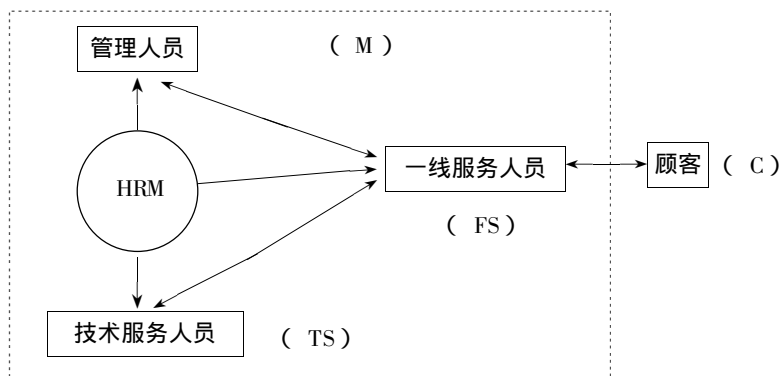 管理人员 （ M ）
HRM
一线服务人员
顾客 （ C ）
（ FS ）
技术服务人员 （ TS ）